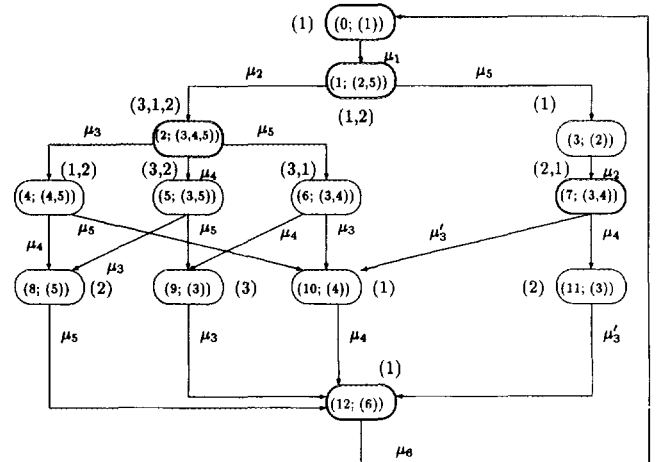 (1) (0; (1))
μ₁
μ₂ (1; (2,5)) μ₅
(3,1,2) (1,2) (1)
μ₃ (2; (3,4,5)) μ₅ (3; (2))
(1,2) (3,2) μ₄ (3,1) (2,1) μ₂
(4; (4,5)) (5; (3,5)) (6; (3,4)) (7; (3,4))
μ₄ μ₅ μ₃ μ₅ μ₄ μ₃ μ₃′ μ₄
(8; (5)) (2) (9; (3)) (3) (10; (4)) (1) (2) (11; (3))
μ₅ μ₃ μ₄ μ₃′
(1)
(12; (6))
μ₆